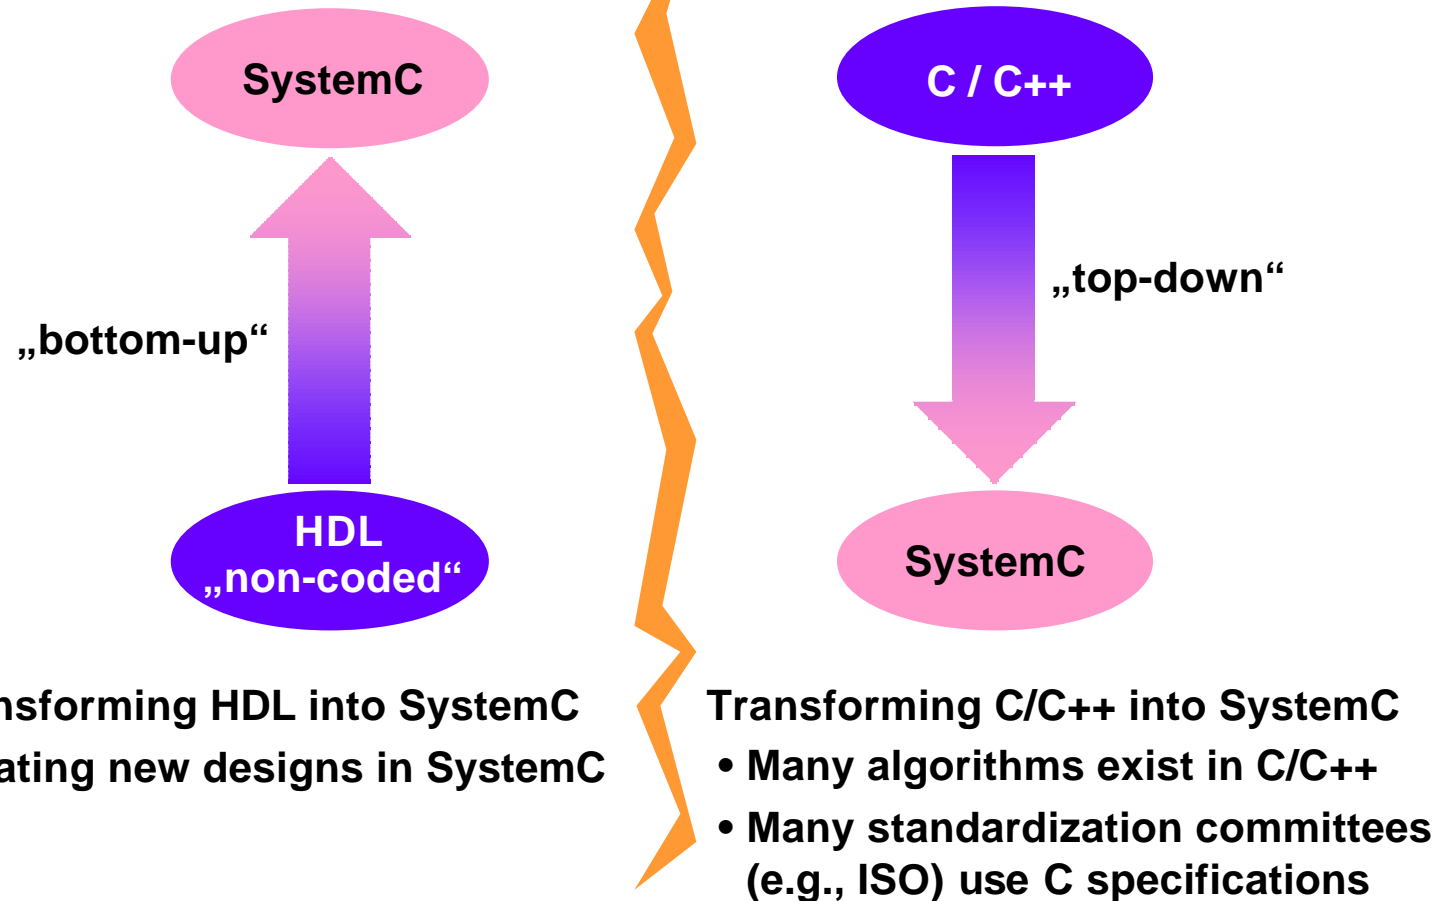 SystemC
„bottom-up“
HDL
„non-coded“
nsforming HDL into SystemC
ating new designs in SystemC
C / C++
„top-down“
SystemC
Transforming C/C++ into SystemC
• Many algorithms exist in C/C++
• Many standardization committees
(e.g., ISO) use C specifications